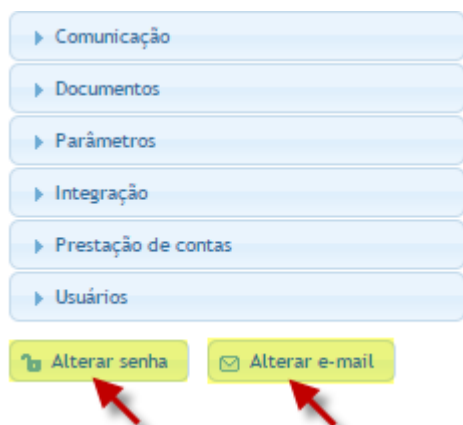 Comunicação
Documentos
Parâmetros
Integração
Prestação de contas
Usuários
Alterar senha Alterar e-mail